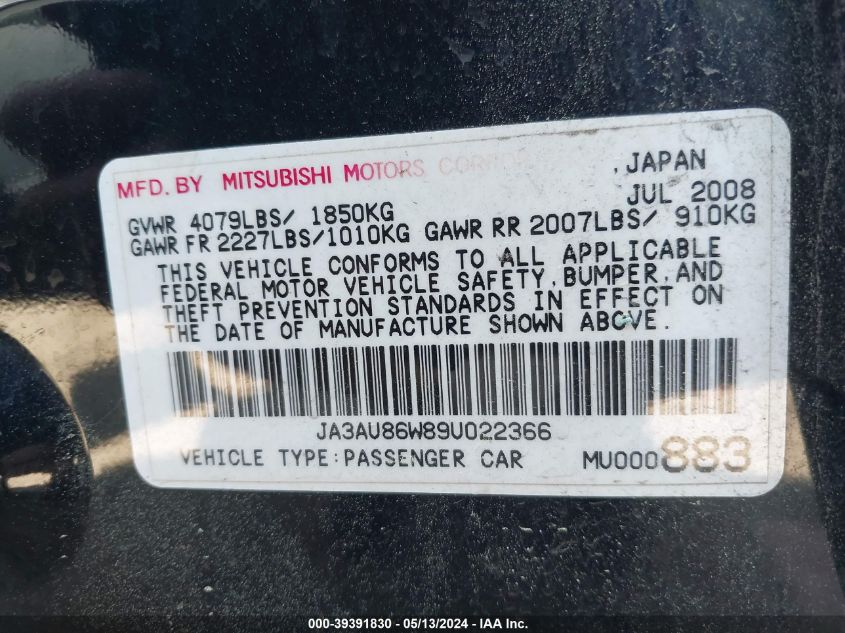 MFD. BY MITSUBISHI MOTORS , JAPAN
JUL 2008
GVWR 4079LBS/ 1850KG
GAWR FR 2227LBS/1010KG GAWR RR 2007LBS/ 910KG
THIS VEHICLE CONFORMS TO ALL APPLICABLE
FEDERAL MOTOR VEHICLE SAFETY, BUMPER, AND
THEFT PREVENTION STANDARDS IN EFFECT ON
THE DATE OF MANUFACTURE SHOWN ABOVE.
JA3AU86W89U022366
VEHICLE TYPE:PASSENGER CAR MU000883
000-39391830 - 05/13/2024 - IAA Inc.